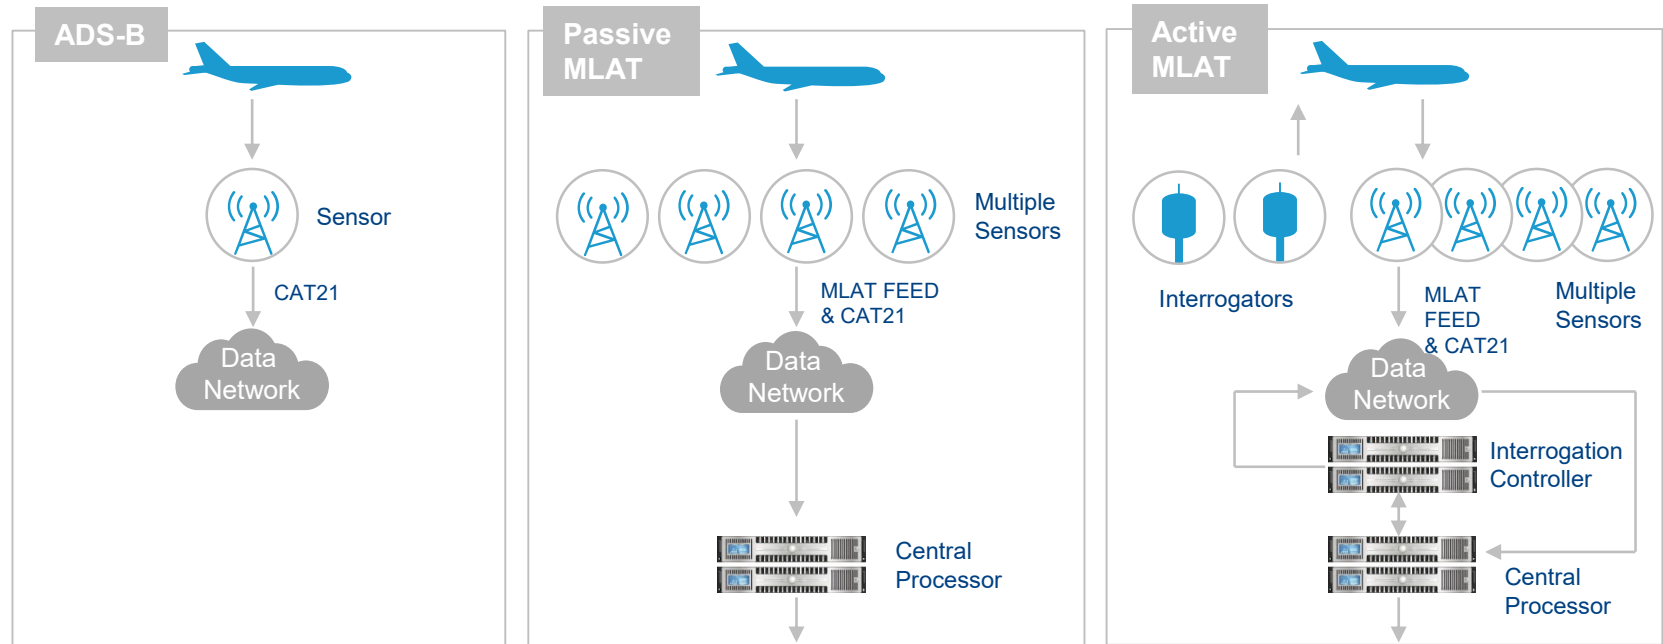 ADS-B
Sensor
CAT21
Data
Network
Passive
MLAT
Multiple
Sensors
MLAT FEED
& CAT21
Data
Network
Central
Processor
Active
MLAT
Interrogators
Multiple
Sensors
MLAT
FEED
& CAT21
Data
Network
Interrogation
Controller
Central
Processor